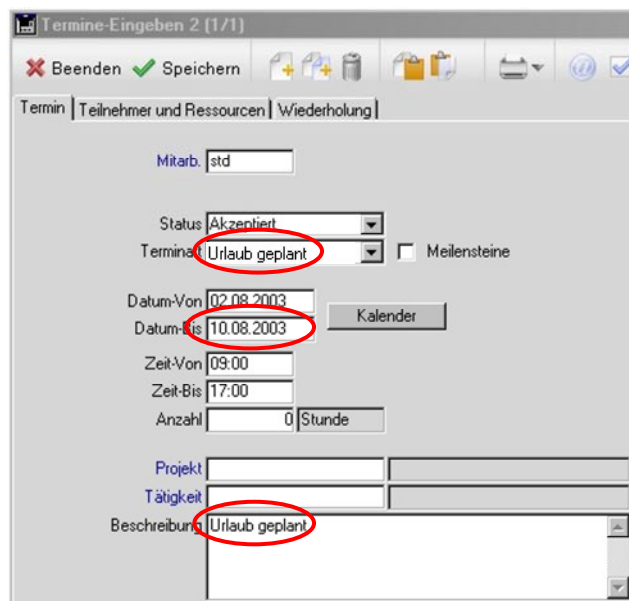 Termine-Eingeben 2 (1/1)
Beenden Speichern
Termin Teilnehmer und Ressourcen Wiederholung
Mitarb. std
Status Akzeptiert
Terminart Urlaub geplant Meilensteine
Datum-Von 02.08.2003
Kalender
Datum-Bis 10.08.2003
Zeit-Von 09:00
Zeit-Bis 17:00
Anzahl 0 Stunde
Projekt
Tätigkeit
Beschreibung Urlaub geplant